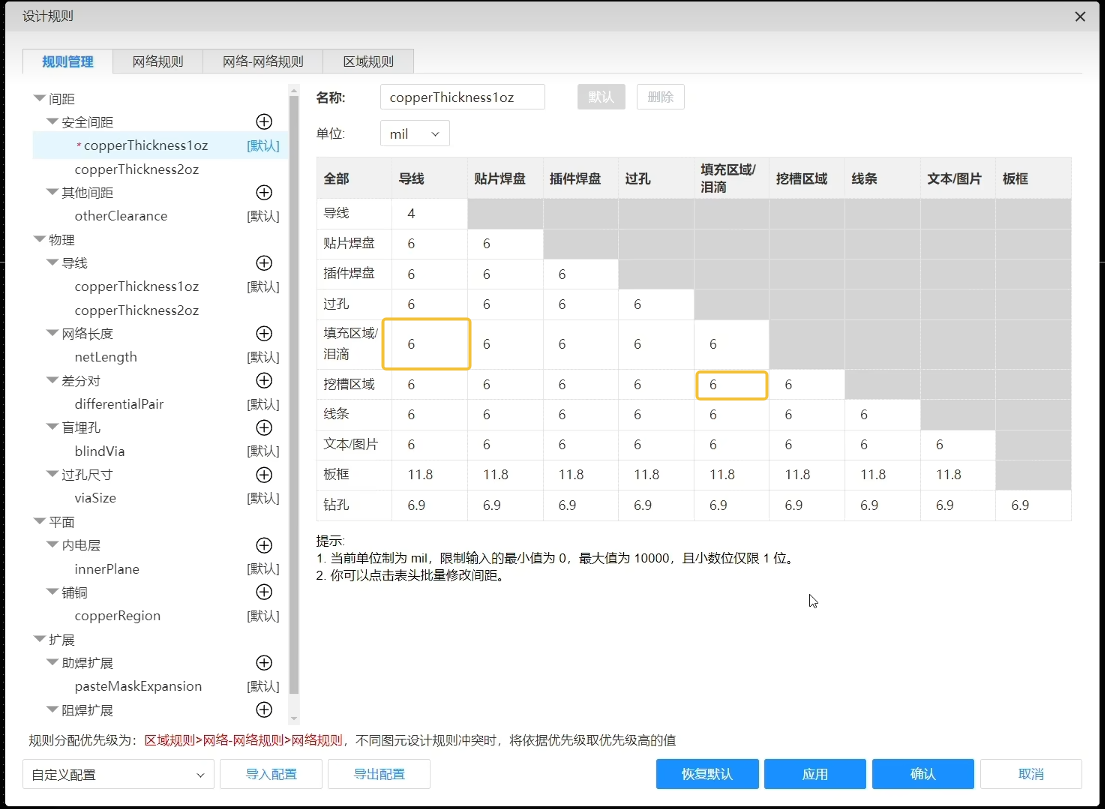 设计规则
规则管理 网络规则 网络-网络规则 区域规则
间距
安全间距
*copperThickness1oz [默认]
copperThickness2oz
其他间距
otherClearance [默认]
物理
导线
copperThickness1oz [默认]
copperThickness2oz
网络长度
netLength [默认]
差分对
differentialPair [默认]
盲埋孔
blindVia [默认]
过孔尺寸
viaSize [默认]
平面
内电层
innerPlane [默认]
铺铜
copperRegion [默认]
扩展
助焊扩展
pasteMaskExpansion [默认]
阻焊扩展
名称: copperThickness1oz 默认 删除
单位: mil
全部 导线 贴片焊盘 插件焊盘 过孔 填充区域/泪滴 挖槽区域 线条 文本/图片 板框
导线 4
贴片焊盘 6 6
插件焊盘 6 6 6
过孔 6 6 6 6
填充区域/泪滴 6 6 6 6 6
挖槽区域 6 6 6 6 6 6
线条 6 6 6 6 6 6 6
文本/图片 6 6 6 6 6 6 6 6
板框 11.8 11.8 11.8 11.8 11.8 11.8 11.8 11.8
钻孔 6.9 6.9 6.9 6.9 6.9 6.9 6.9 6.9 6.9
提示:
1. 当前单位制为 mil，限制输入的最小值为 0，最大值为 10000，且小数位仅限 1 位。
2. 你可以点击表头批量修改间距。
规则分配优先级为：区域规则>网络-网络规则>网络规则，不同图元设计规则冲突时，将依据优先级取优先级高的值
自定义配置 导入配置 导出配置 恢复默认 应用 确认 取消